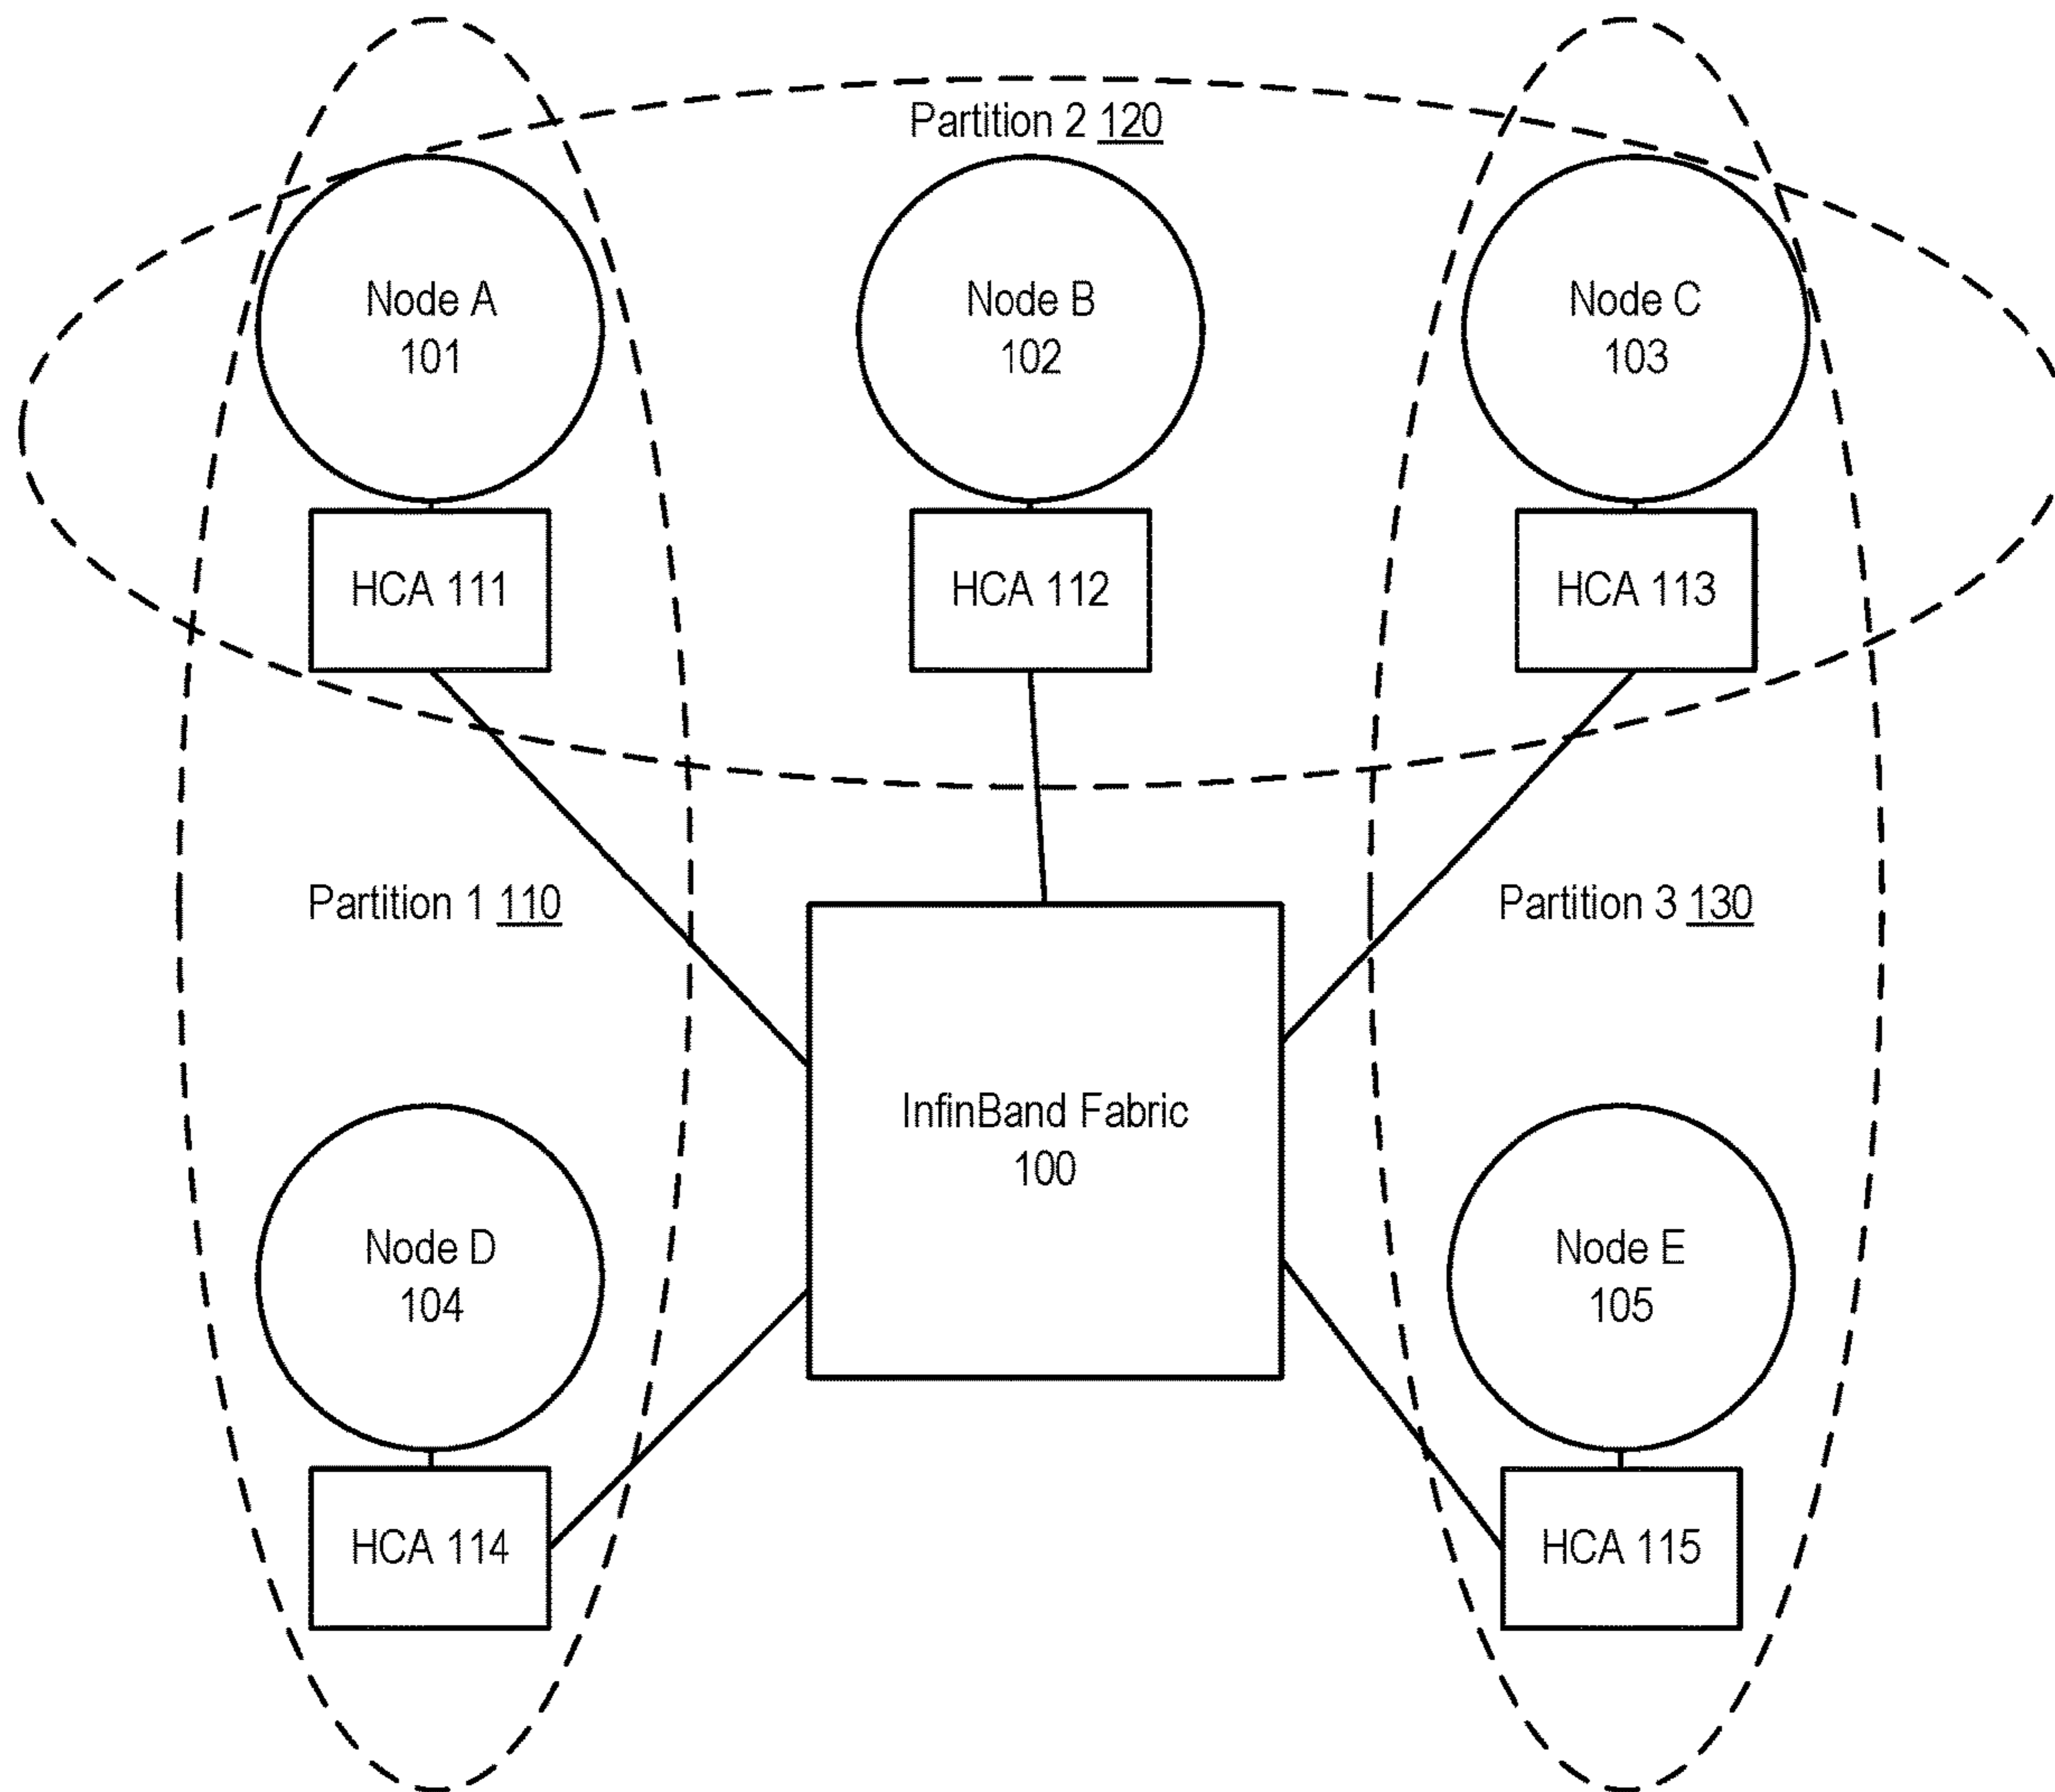 Partition 2 120
Node A
101
Node B
102
Node C
103
HCA 111
HCA 112
HCA 113
Partition 1 110
Partition 3 130
InfinBand Fabric
100
Node D
104
Node E
105
HCA 114
HCA 115